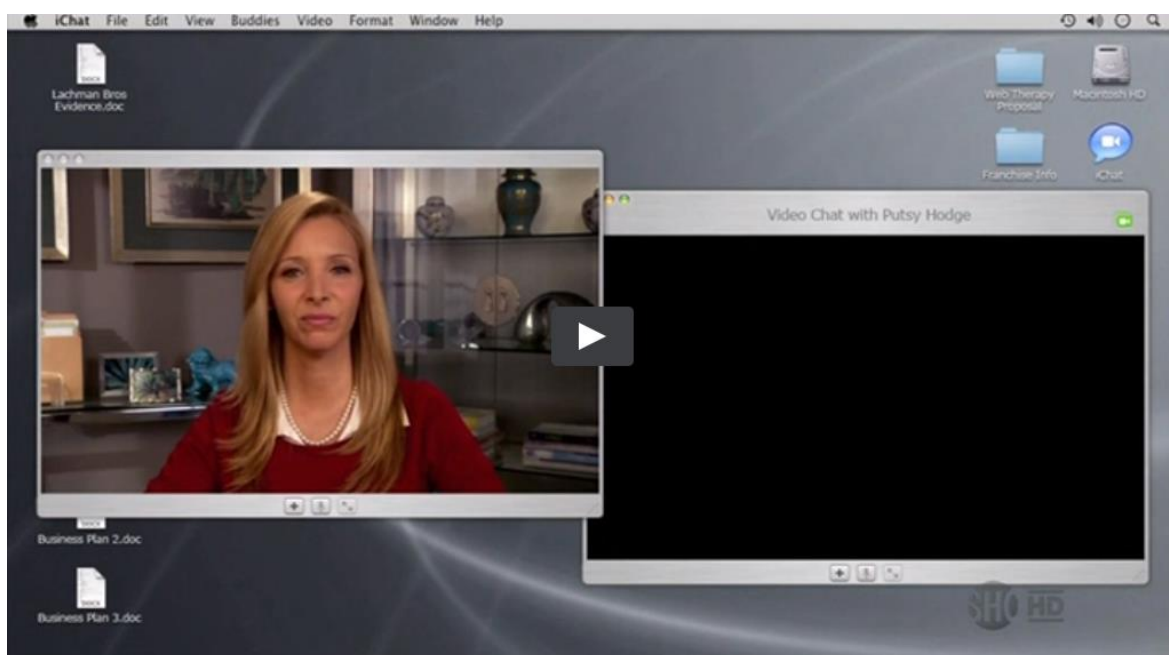 iChat File Edit View Buddies Video Format Window Help
Lachman Bros
Evidence.doc
Web Therapy
Proposal
Macintosh HD
Franchise Info
iChat
Video Chat with Putsy Hodge
Business Plan 2.doc
Business Plan 3.doc
SHO HD